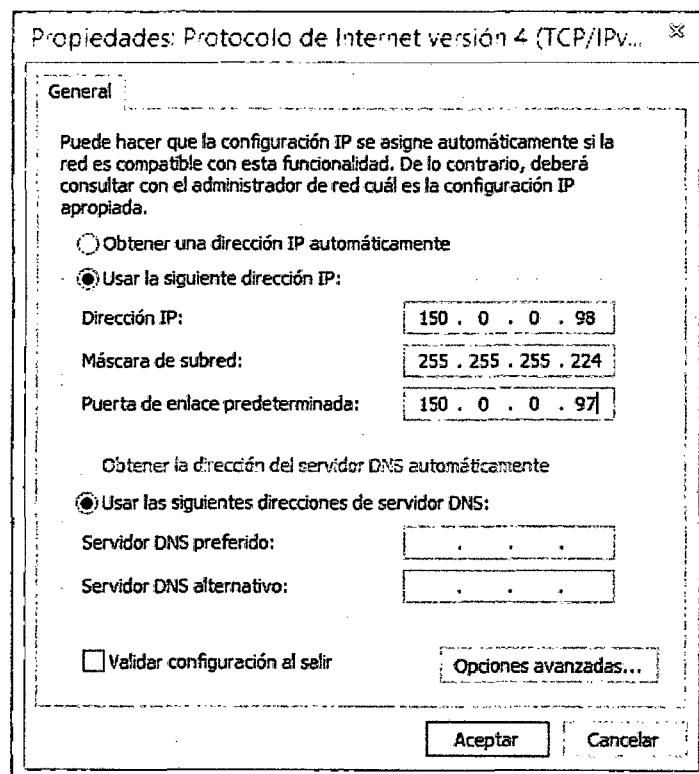 Propiedades: Protocolo de Internet versión 4 (TCP/IPv...
General
Puede hacer que la configuración IP se asigne automáticamente si la
red es compatible con esta funcionalidad. De lo contrario, deberá
consultar con el administrador de red cuál es la configuración IP
apropiada.
Obtener una dirección IP automáticamente
Usar la siguiente dirección IP:
Dirección IP: 150 . 0 . 0 . 98
Máscara de subred: 255 . 255 . 255 . 224
Puerta de enlace predeterminada: 150 . 0 . 0 . 97
Obtener la dirección del servidor DNS automáticamente
Usar las siguientes direcciones de servidor DNS:
Servidor DNS preferido: . . .
Servidor DNS alternativo: . . .
Validar configuración al salir
Opciones avanzadas...
Aceptar Cancelar